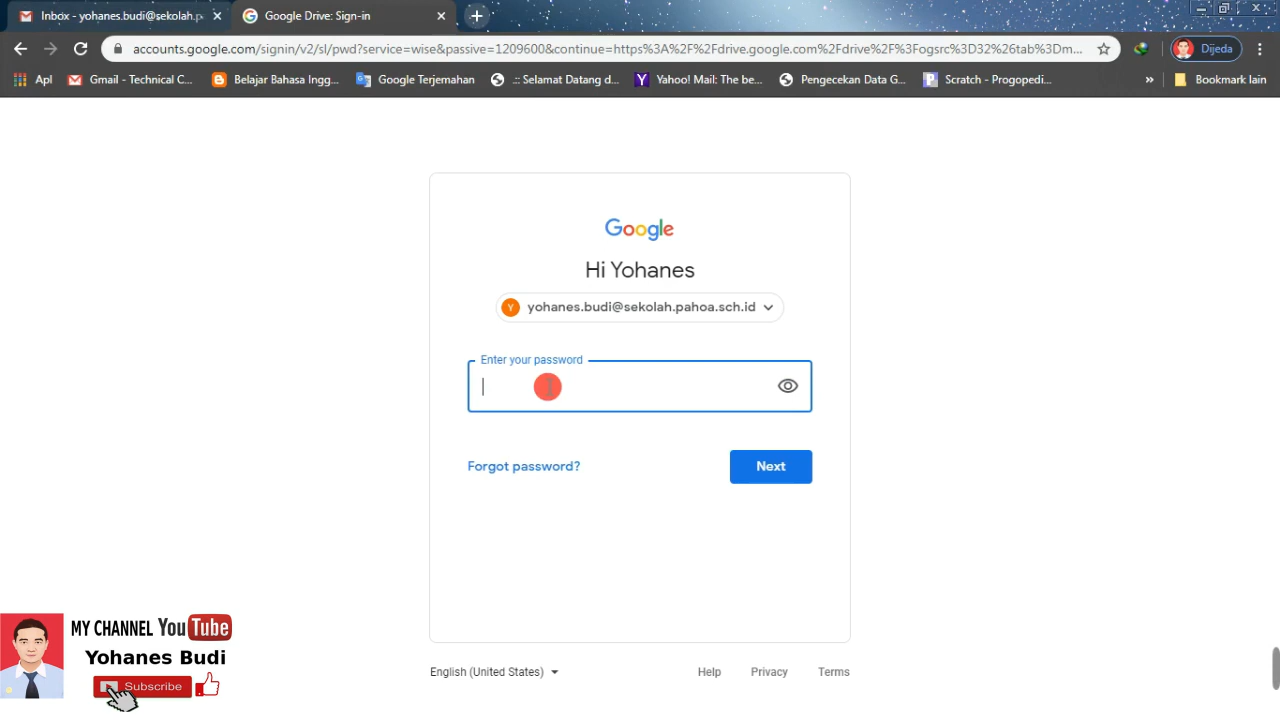 Inbox - yohanes.budi@sekolah.p
Google Drive: Sign-in
accounts.google.com/signin/v2/sl/pwd?service=wise&passive=1209600&continue=https%3A%2F%2Fdrive.google.com%2Fdrive%2F%3Fogsrc%3D32%26tab%3Dm...
Dijeda
Apl
Gmail - Technical C...
Belajar Bahasa Ingg...
Google Terjemahan
.:: Selamat Datang d...
Yahoo! Mail: The be...
Pengecekan Data G...
Scratch - Progopedi...
»
Bookmark lain
Google
Hi Yohanes
Y
yohanes.budi@sekolah.pahoa.sch.id
Enter your password
Forgot password?
Next
English (United States)
Help
Privacy
Terms
MY CHANNEL YouTube
Yohanes Budi
Subscribe